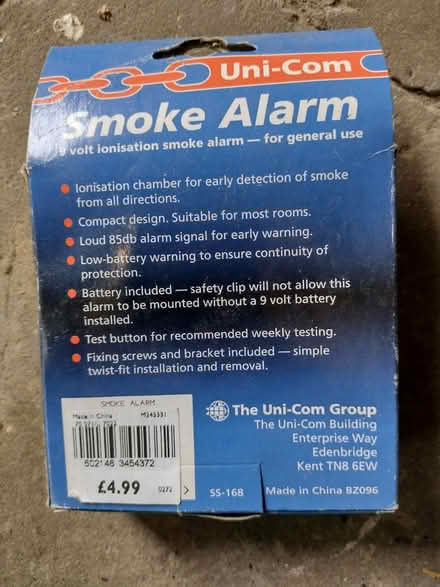 Uni-Com
Smoke Alarm
9 volt ionisation smoke alarm — for general use
Ionisation chamber for early detection of smoke
from all directions.
Compact design. Suitable for most rooms.
Loud 85db alarm signal for early warning.
Low-battery warning to ensure continuity of
protection.
Battery included — safety clip will not allow this
alarm to be mounted without a 9 volt battery
installed.
Test button for recommended weekly testing.
Fixing screws and bracket included — simple
twist-fit installation and removal.
SMOKE ALARM
Made in China M245331
502146 3454372
£4.99
0272
The Uni-Com Group
The Uni-Com Building
Enterprise Way
Edenbridge
Kent TN8 6EW
SS-168 Made in China BZ096